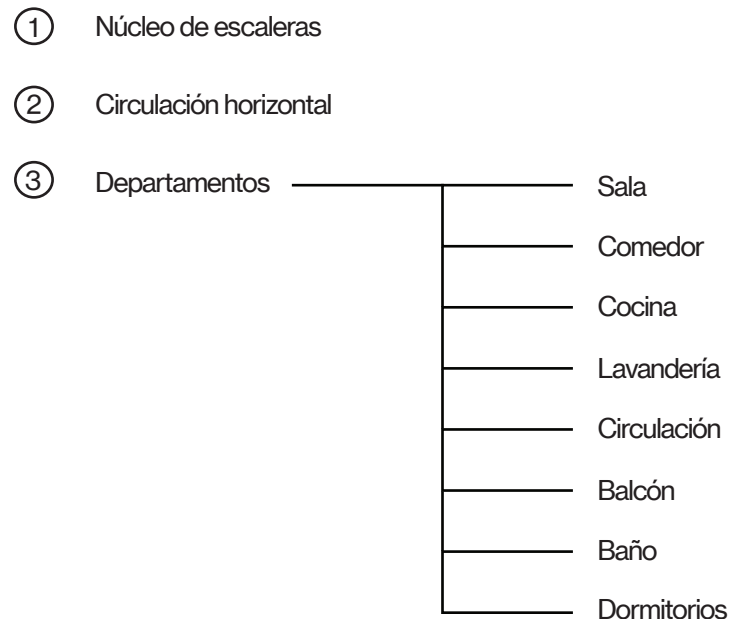 1 Núcleo de escaleras
2 Circulación horizontal
3 Departamentos
Sala
Comedor
Cocina
Lavandería
Circulación
Balcón
Baño
Dormitorios